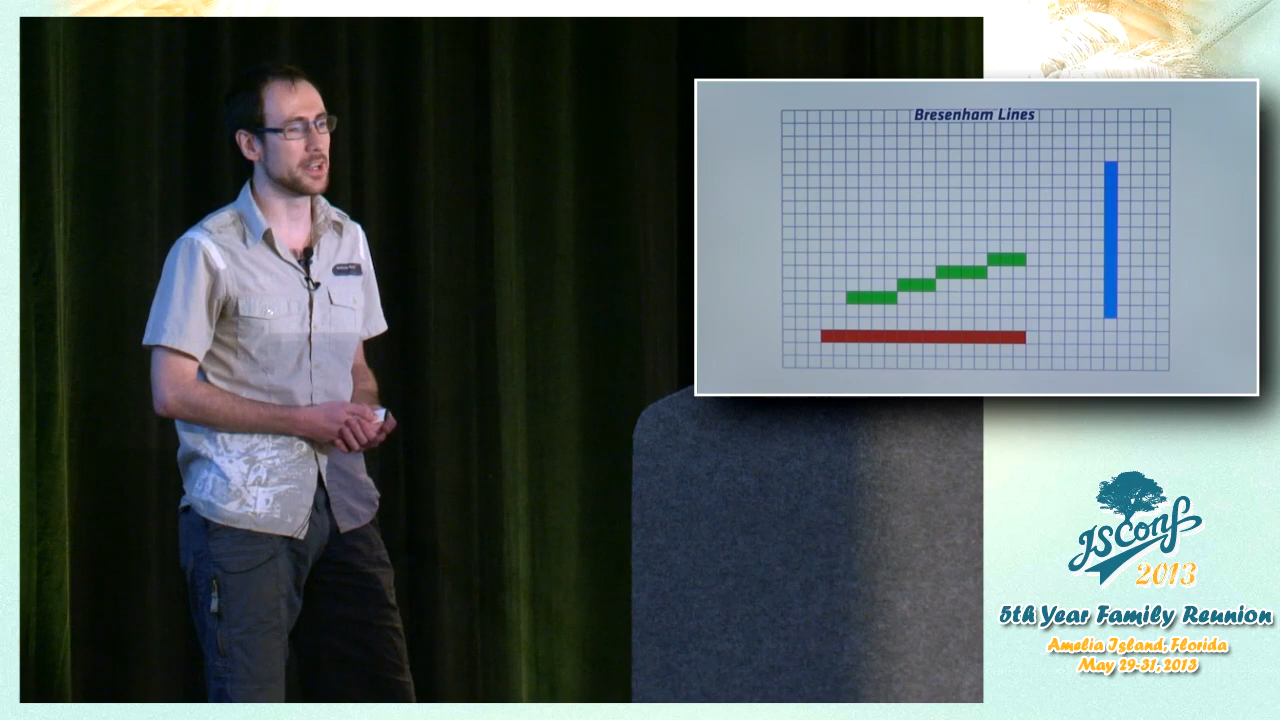 Bresenham Lines
JSConf
2013
5th Year Family Reunion
Amelia Island, Florida
May 29-31, 2013